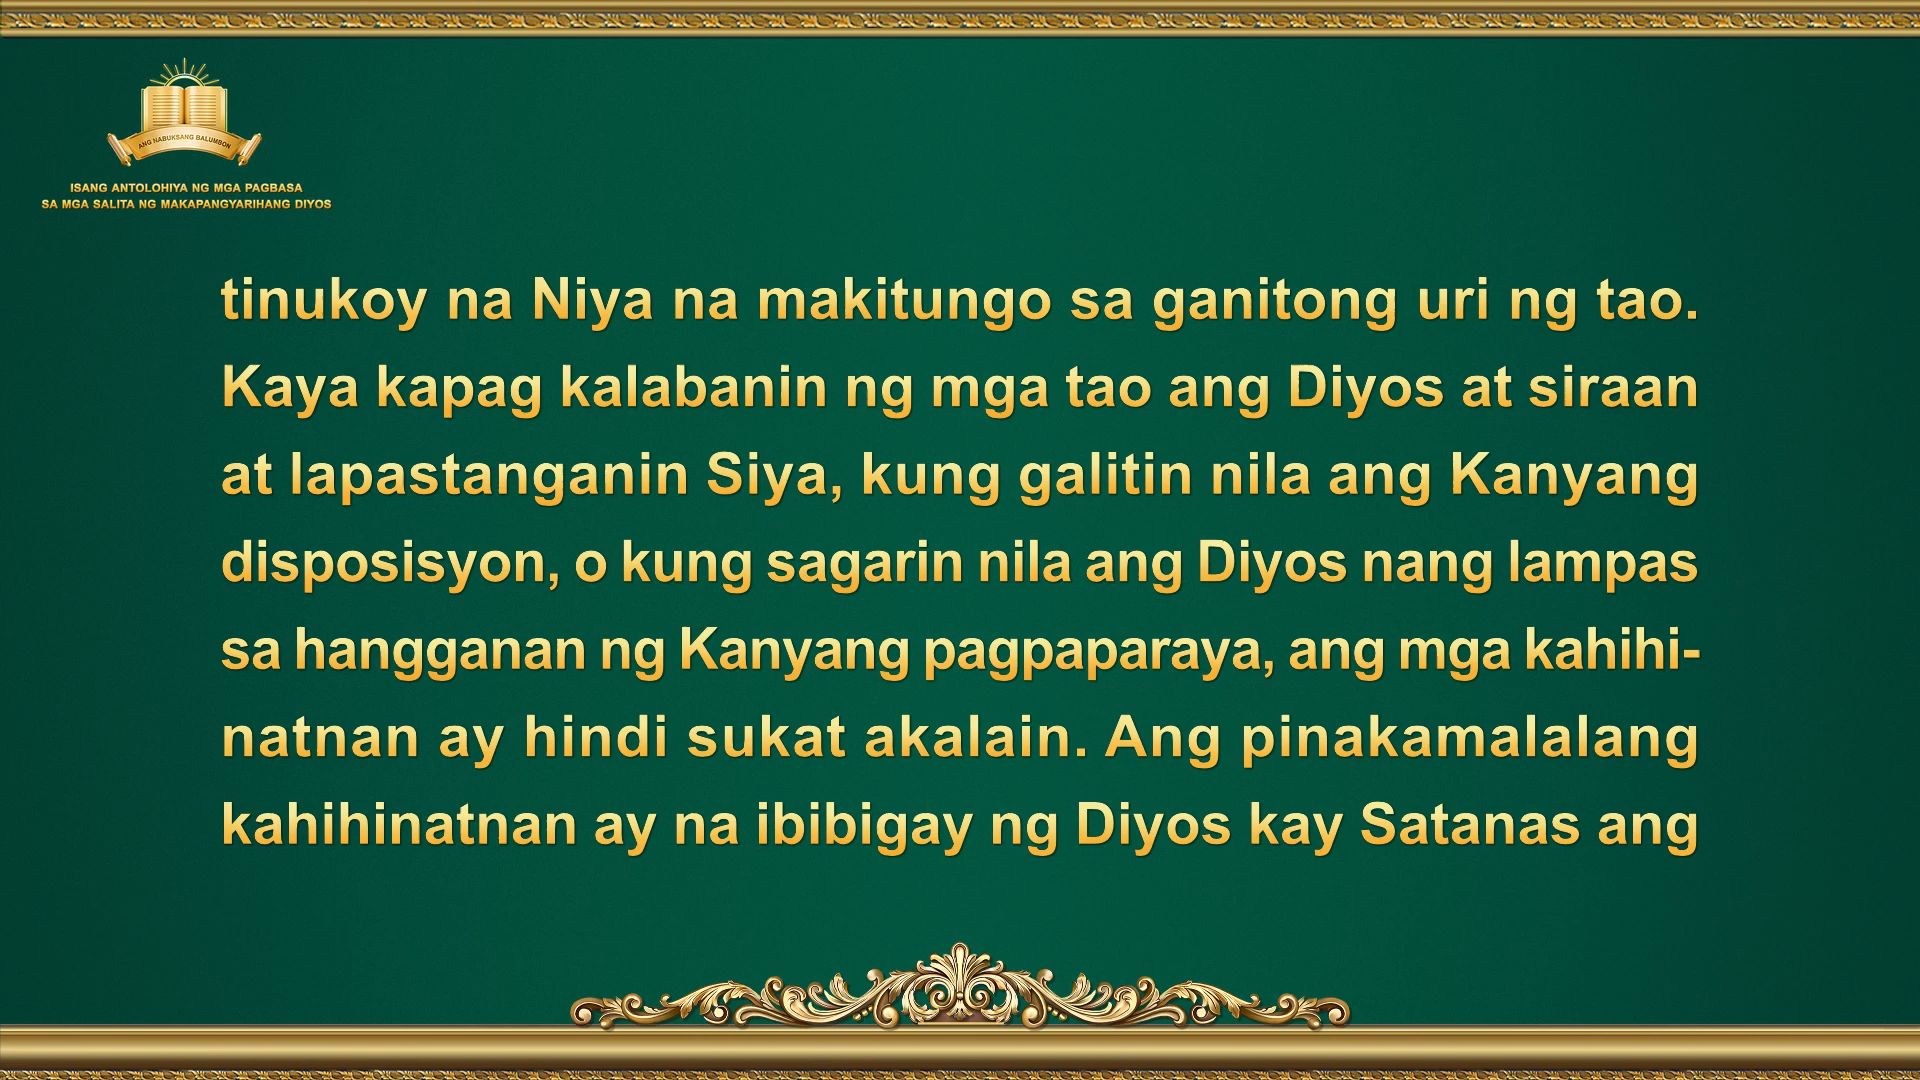 ANG NABUKSANG BALUMBON
ISANG ANTOLOHIYA NG MGA PAGBASA
SA MGA SALITA NG MAKAPANGYARIHANG DIYOS
tinukoy na Niya na makitungo sa ganitong uri ng tao.
Kaya kapag kalabanin ng mga tao ang Diyos at siraan
at lapastanganin Siya, kung galitin nila ang Kanyang
disposisyon, o kung sagarin nila ang Diyos nang lampas
sa hangganan ng Kanyang pagpaparaya, ang mga kahihi-
natnan ay hindi sukat akalain. Ang pinakamalalang
kahihinatnan ay na ibibigay ng Diyos kay Satanas ang